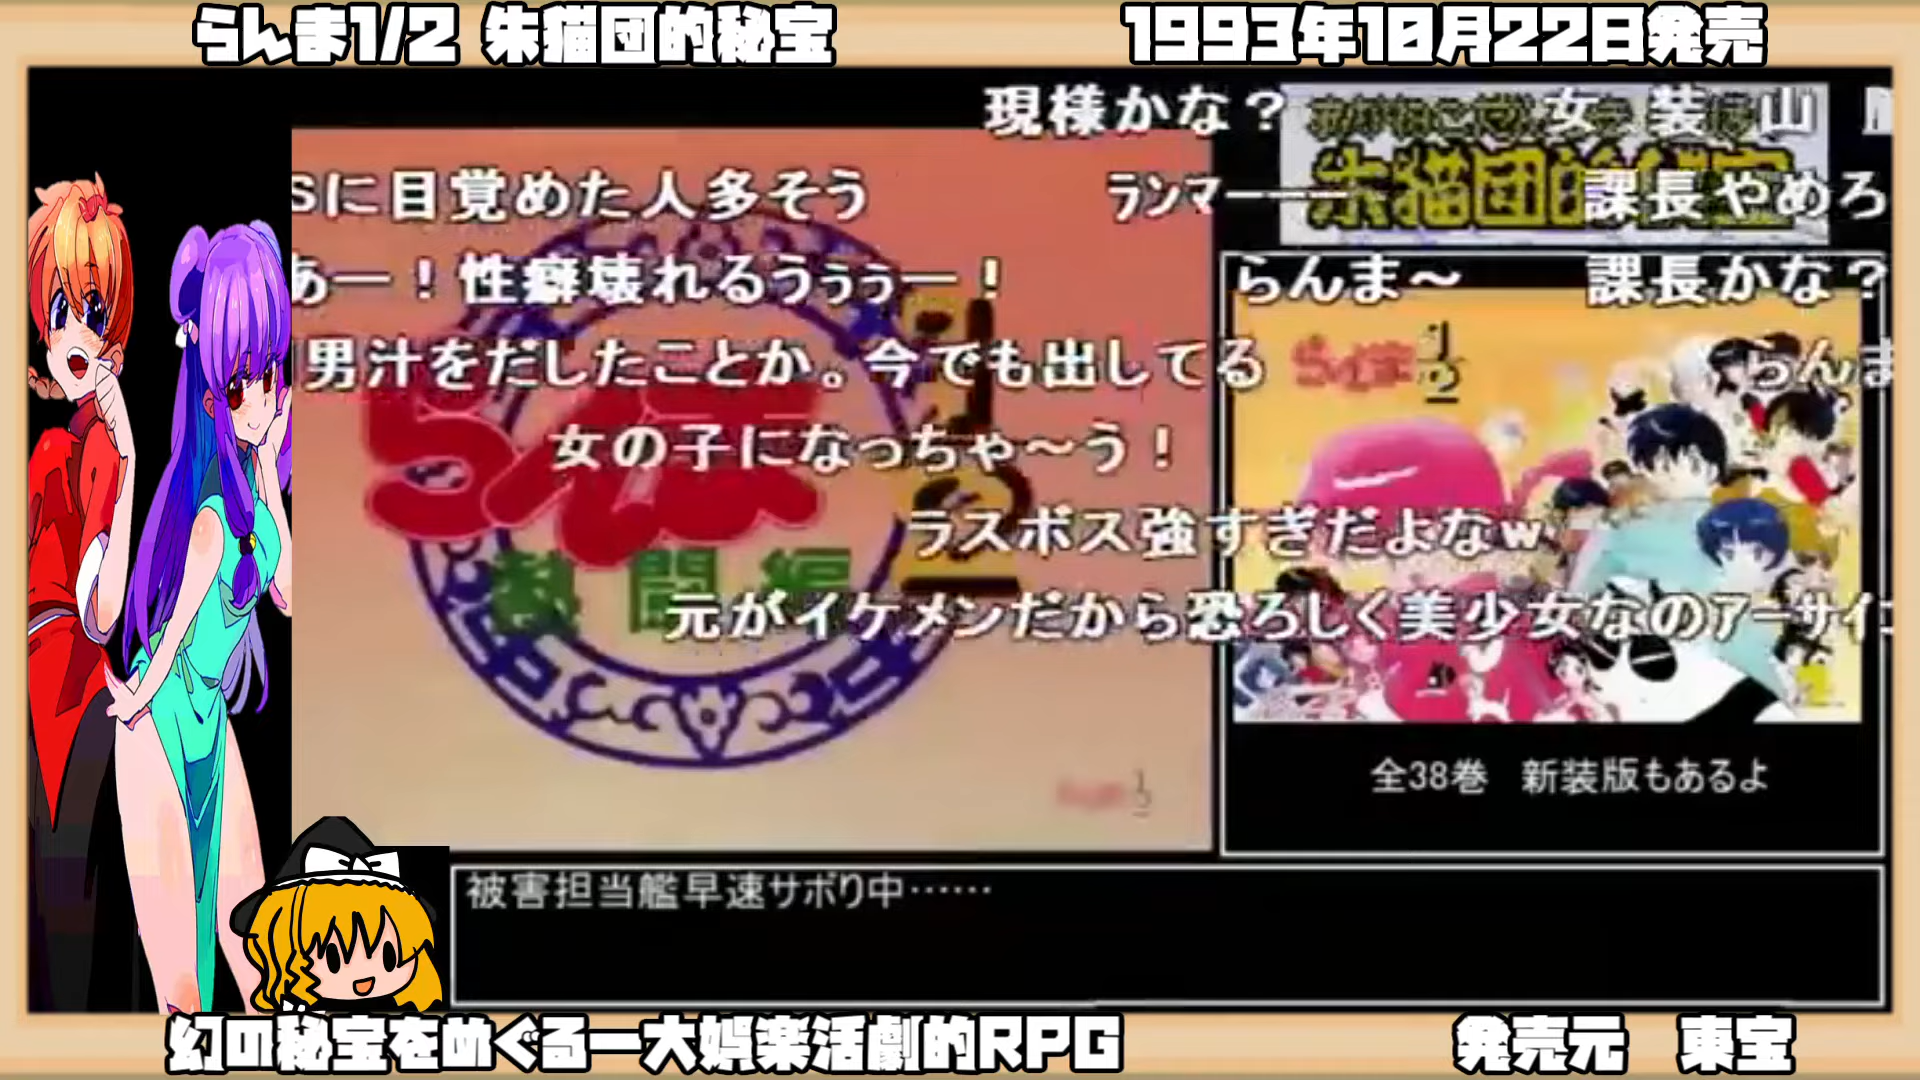 らんま1/2 朱猫団的秘宝
1993年10月22日発売
現様かな？
女装山
朱猫団的秘宝
Sに目覚めた人多そう
ランマーーー
課長やめろ
あー！性癖壊れるうぅぅー！
らんま～
課長かな？
男汁をだしたことか。今でも出してる
らんま
1/2
らんま
らんま
1/2
女の子になっちゃ～う！
ラスボス強すぎだよなw
熱闘編
元がイケメンだから恐ろしく美少女なのｱｰｻｲｺ
全38巻　新装版もあるよ
被害担当艦早速サボり中……
幻の秘宝をめぐる一大娯楽活劇的RPG
発売元　東宝